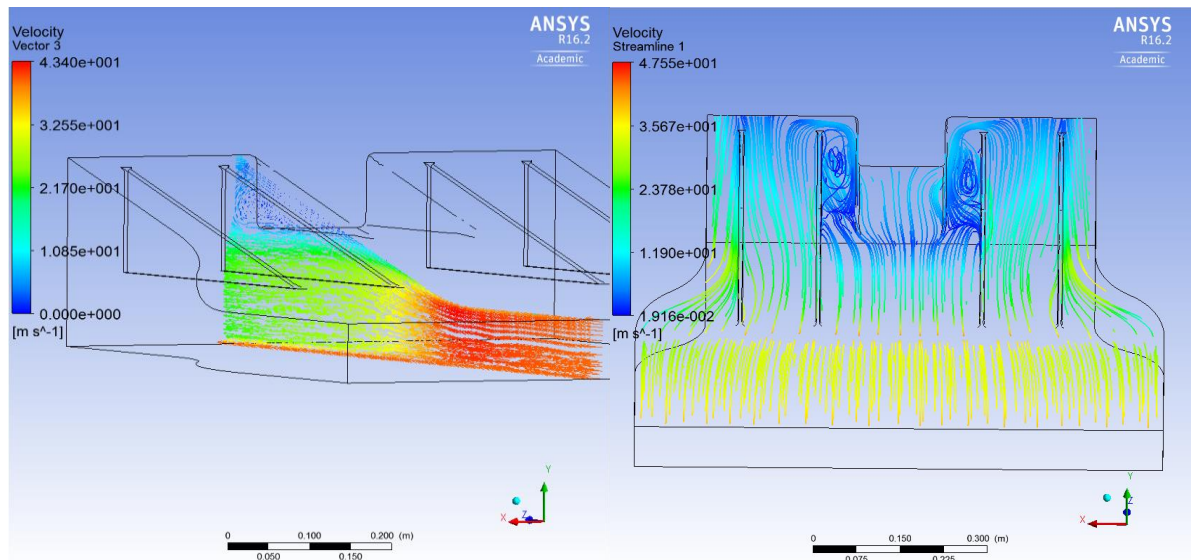 Velocity
Vector 3
4.340e+001
3.255e+001
2.170e+001
1.085e+001
0.000e+000
[m s^-1]
ANSYS
R16.2
Academic
Y
X
Z
0
0.100
0.200 (m)
0.050
0.150
Velocity
Streamline 1
4.755e+001
3.567e+001
2.378e+001
1.190e+001
1.916e-002
[m s^-1]
ANSYS
R16.2
Academic
Y
X
Z
0
0.150
0.300 (m)
0.075
0.225